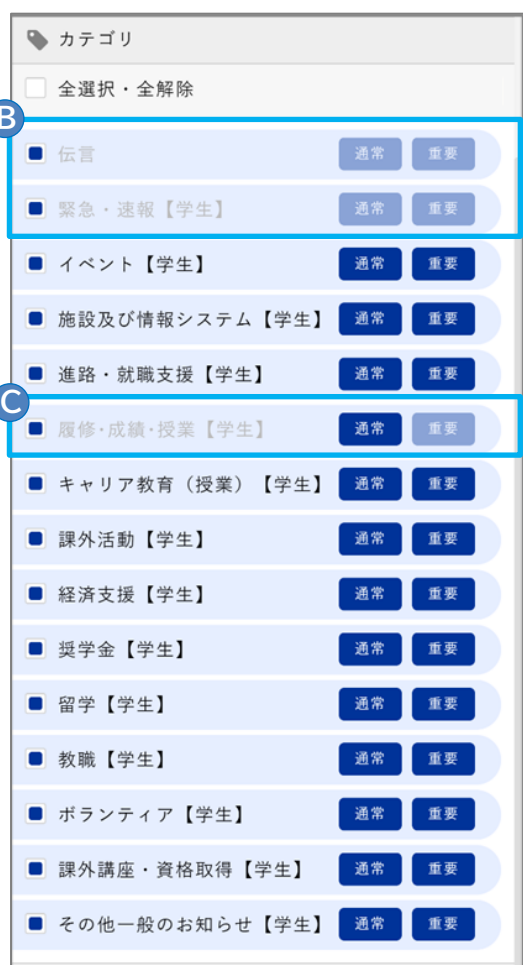 カテゴリ
全選択・全解除
B
伝言 通常 重要
緊急・速報【学生】 通常 重要
イベント【学生】 通常 重要
施設及び情報システム【学生】 通常 重要
進路・就職支援【学生】 通常 重要
C
履修・成績・授業【学生】 通常 重要
キャリア教育（授業）【学生】 通常 重要
課外活動【学生】 通常 重要
経済支援【学生】 通常 重要
奨学金【学生】 通常 重要
留学【学生】 通常 重要
教職【学生】 通常 重要
ボランティア【学生】 通常 重要
課外講座・資格取得【学生】 通常 重要
その他一般のお知らせ【学生】 通常 重要